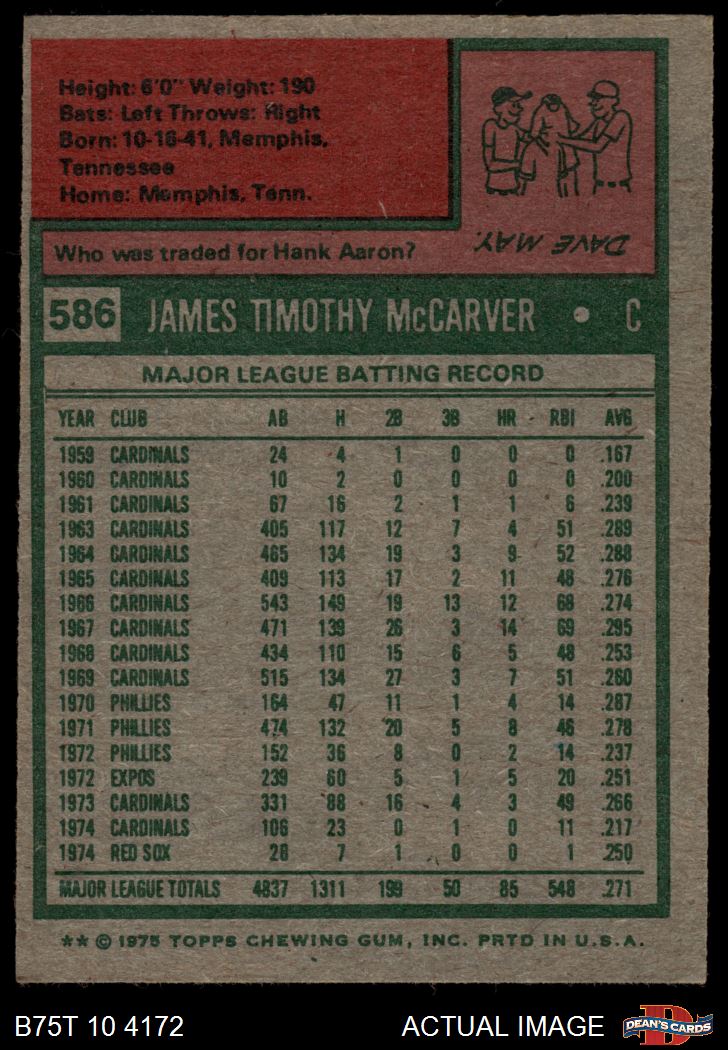 Height: 6'0" Weight: 190
Bats: Left Throws: Right
Born: 10-16-41, Memphis,
Tennessee
Home: Memphis, Tenn.
Who was traded for Hank Aaron?
DAVE MAY.
586 JAMES TIMOTHY McCARVER • C
MAJOR LEAGUE BATTING RECORD
YEAR CLUB AB H 2B 3B HR RBI AVG
1959 CARDINALS 24 4 1 0 0 0 .167
1960 CARDINALS 10 2 0 0 0 0 .200
1961 CARDINALS 67 16 2 1 1 6 .239
1963 CARDINALS 405 117 12 7 4 51 .289
1964 CARDINALS 465 134 19 3 9 52 .288
1965 CARDINALS 409 113 17 2 11 48 .276
1966 CARDINALS 543 149 19 13 12 68 .274
1967 CARDINALS 471 139 26 3 14 69 .295
1968 CARDINALS 434 110 15 6 5 48 .253
1969 CARDINALS 515 134 27 3 7 51 .260
1970 PHILLIES 164 47 11 1 4 14 .287
1971 PHILLIES 474 132 20 5 8 46 .278
1972 PHILLIES 152 36 8 0 2 14 .237
1972 EXPOS 239 60 5 1 5 20 .251
1973 CARDINALS 331 88 16 4 3 49 .266
1974 CARDINALS 106 23 0 1 0 11 .217
1974 RED SOX 28 7 1 0 0 1 .250
MAJOR LEAGUE TOTALS 4837 1311 199 50 85 548 .271
** © 1975 TOPPS CHEWING GUM, INC. PRTD IN U.S.A.
B75T 10 4172 ACTUAL IMAGE D DEAN'S CARDS